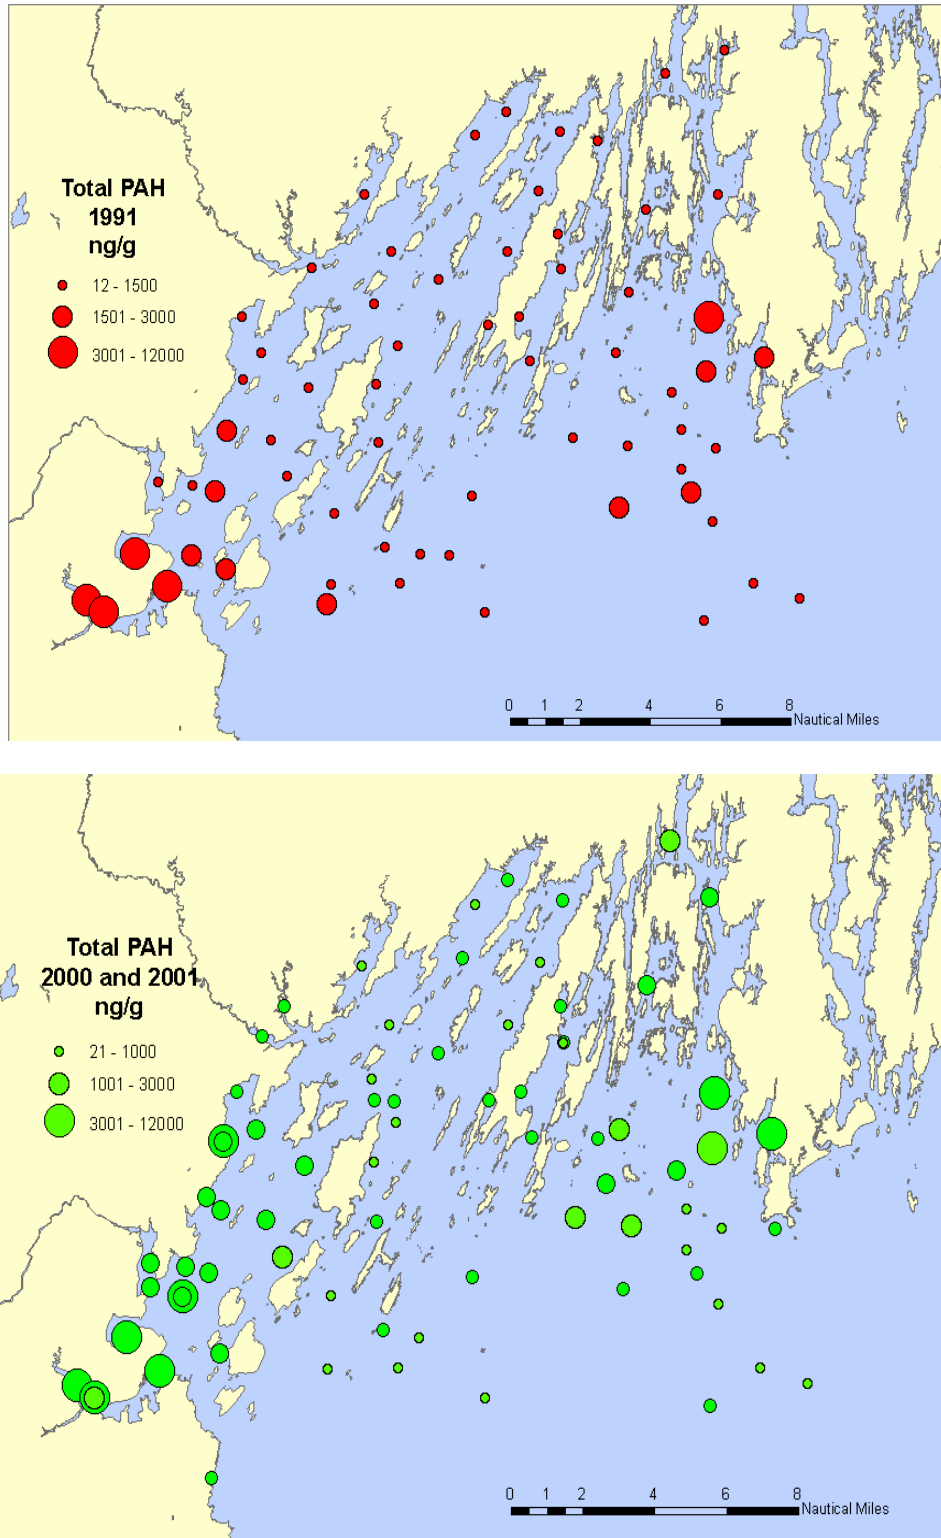 Total PAH
1991
ng/g
12 - 1500
1501 - 3000
3001 - 12000
0 1 2 4 6 8
Nautical Miles
Total PAH
2000 and 2001
ng/g
21 - 1000
1001 - 3000
3001 - 12000
0 1 2 4 6 8
Nautical Miles